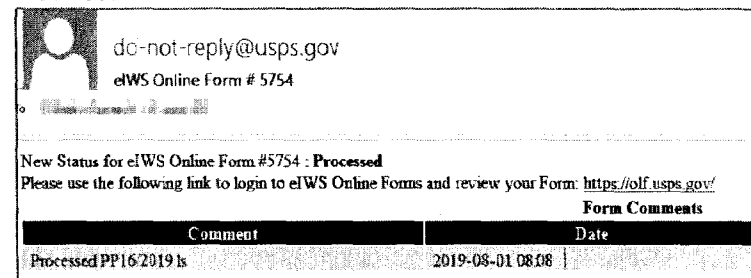 do-not-reply@usps.gov
eIWS Online Form # 5754
New Status for eIWS Online Form #5754 : Processed
Please use the following link to login to eIWS Online Forms and review your Form: https://olf.usps.gov/
Form Comments
Comment Date
Processed PP16/2019 ls 2019-08-01 08:08